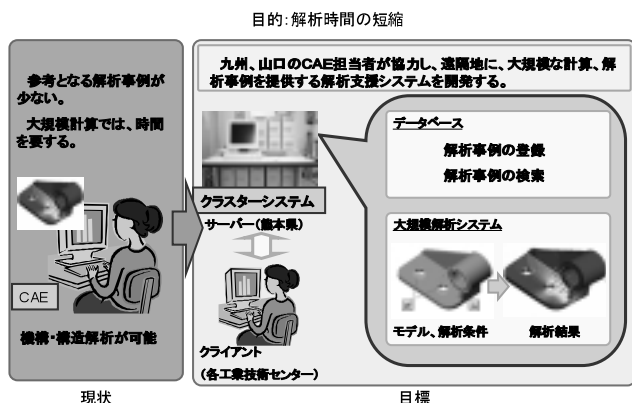 目的：解析時間の短縮
参考となる解析事例が
少ない。
大規模計算では、時間
を要する。
CAE
機構・構造解析が可能
現状
九州、山口のCAE担当者が協力し、遠隔地に、大規模な計算、解
析事例を提供する解析支援システムを開発する。
クラスターシステム
サーバー（熊本県）
クライアント
（各工業技術センター）
データベース
解析事例の登録
解析事例の検索
大規模解析システム
モデル、解析条件
解析結果
目標